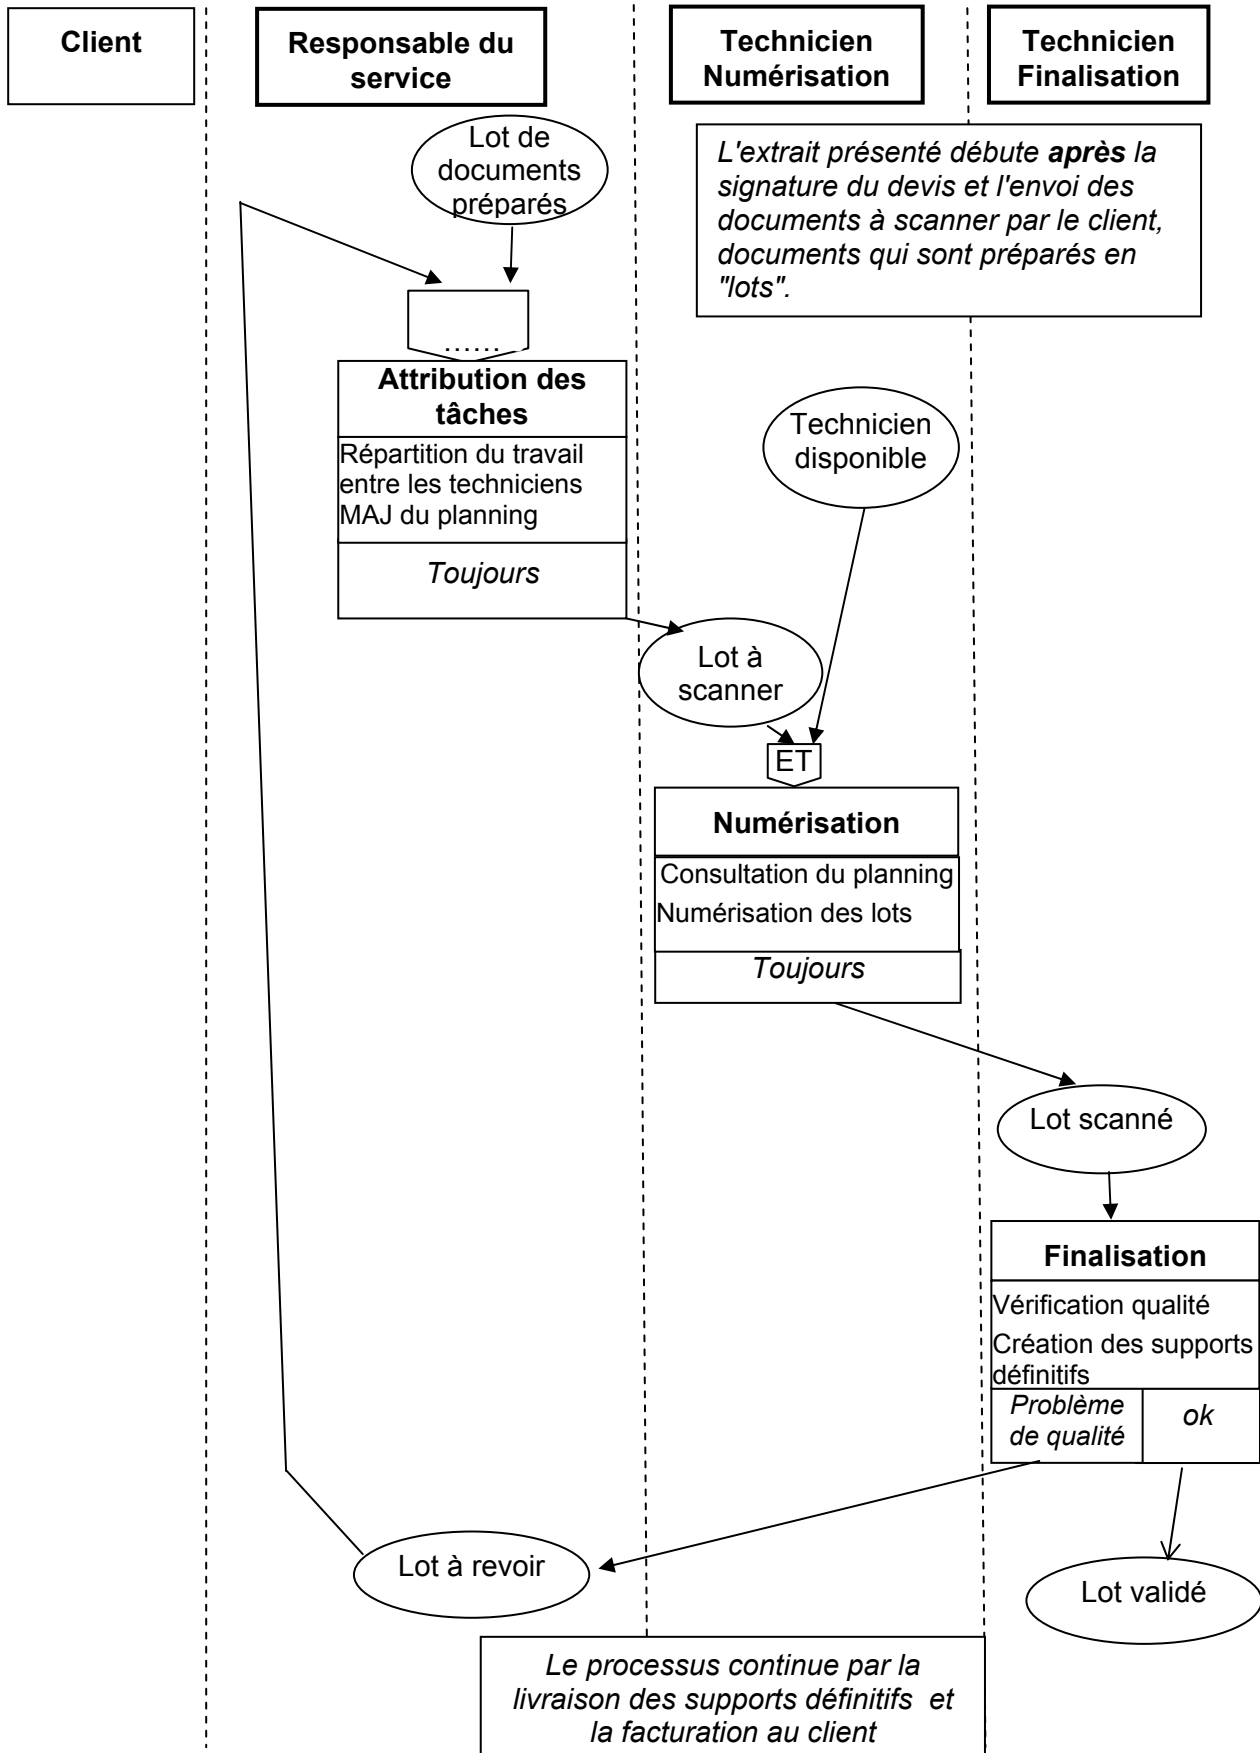 Client
Responsable du
service
Technicien
Numérisation
Technicien
Finalisation
Lot de
documents
préparés
L'extrait présenté débute après la
signature du devis et l'envoi des
documents à scanner par le client,
documents qui sont préparés en
"lots".
......
Attribution des
tâches
Répartition du travail
entre les techniciens
MAJ du planning
Toujours
Technicien
disponible
Lot à
scanner
ET
Numérisation
Consultation du planning
Numérisation des lots
Toujours
Lot scanné
Finalisation
Vérification qualité
Création des supports
définitifs
Problème
de qualité
ok
Lot à revoir
Lot validé
Le processus continue par la
livraison des supports définitifs et
la facturation au client